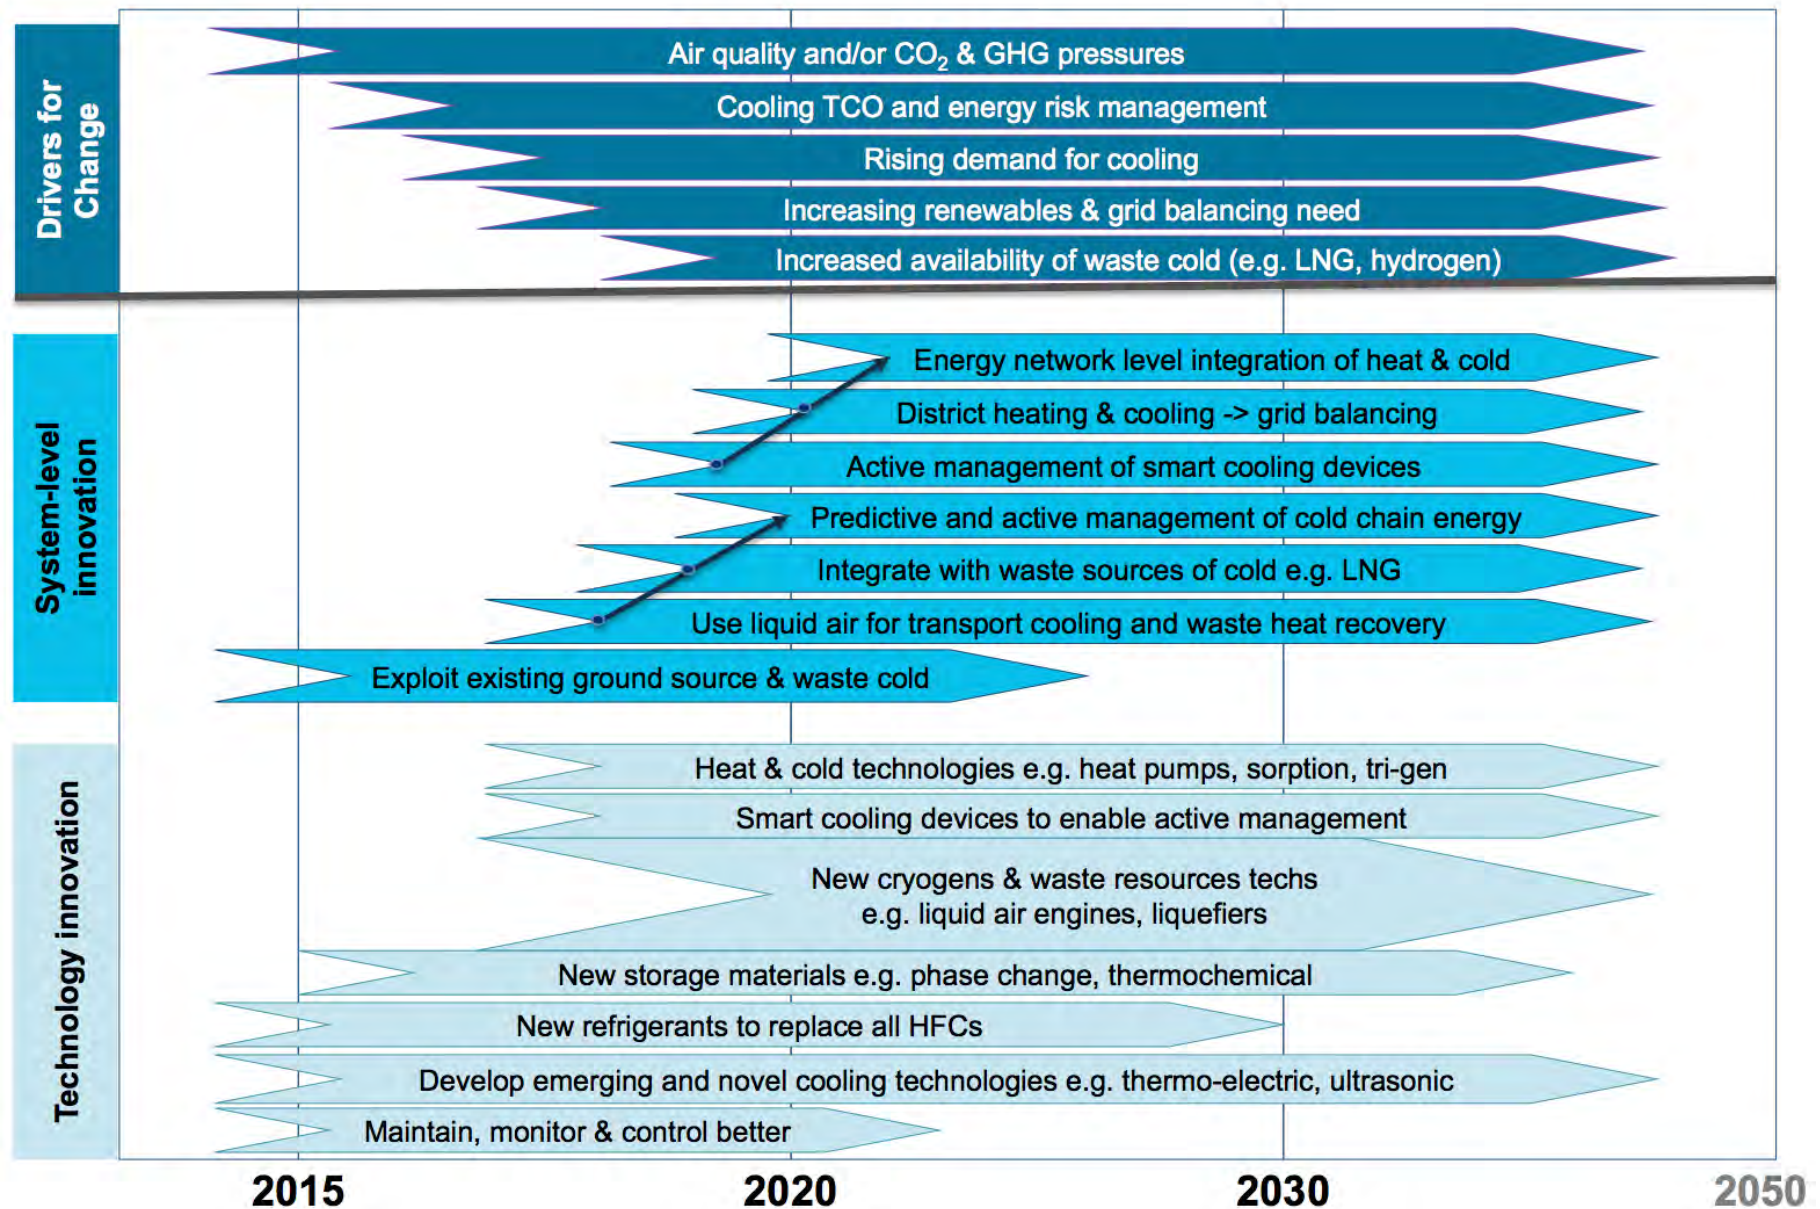 Drivers for
Change
Air quality and/or CO₂ & GHG pressures
Cooling TCO and energy risk management
Rising demand for cooling
Increasing renewables & grid balancing need
Increased availability of waste cold (e.g. LNG, hydrogen)
System-level
innovation
Energy network level integration of heat & cold
District heating & cooling -> grid balancing
Active management of smart cooling devices
Predictive and active management of cold chain energy
Integrate with waste sources of cold e.g. LNG
Use liquid air for transport cooling and waste heat recovery
Exploit existing ground source & waste cold
Technology innovation
Heat & cold technologies e.g. heat pumps, sorption, tri-gen
Smart cooling devices to enable active management
New cryogens & waste resources techs
e.g. liquid air engines, liquefiers
New storage materials e.g. phase change, thermochemical
New refrigerants to replace all HFCs
Develop emerging and novel cooling technologies e.g. thermo-electric, ultrasonic
Maintain, monitor & control better
2015
2020
2030
2050